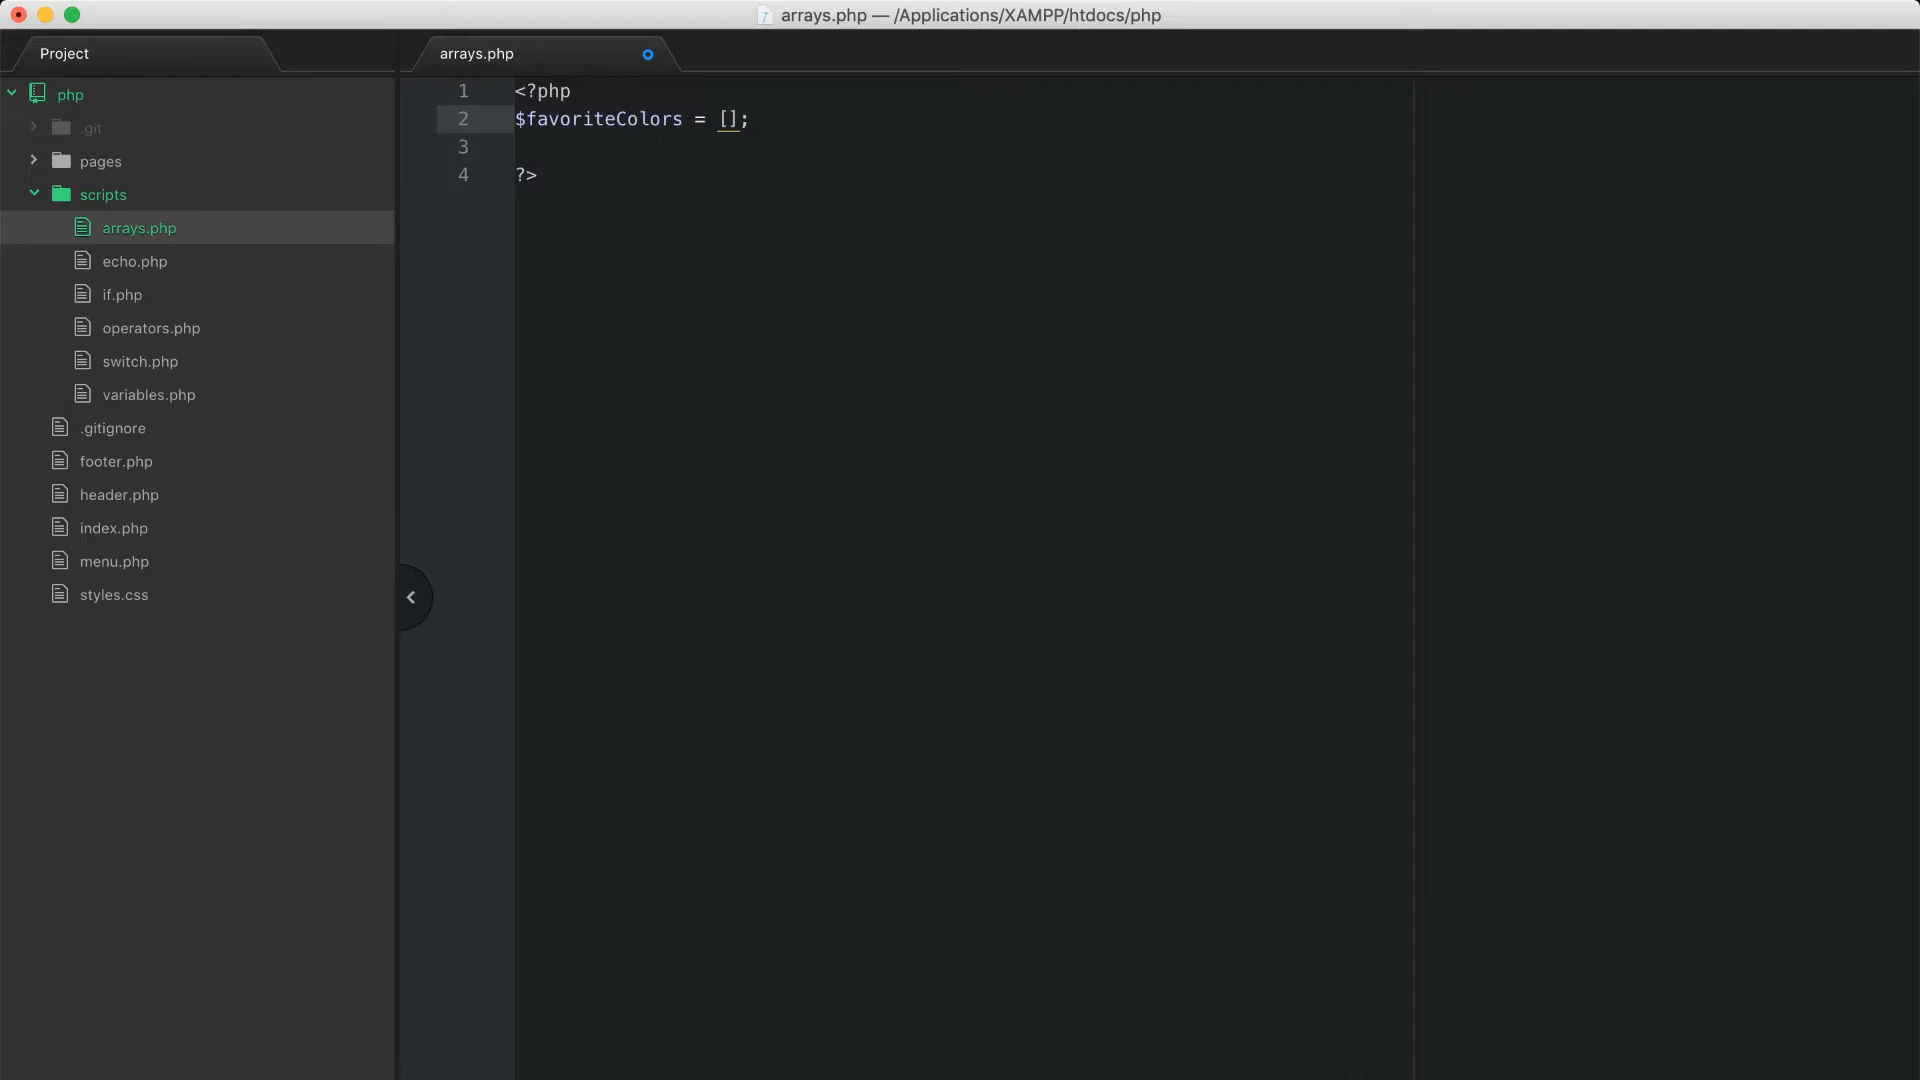 arrays.php — /Applications/XAMPP/htdocs/php
Project
arrays.php
php
.git
pages
scripts
arrays.php
echo.php
if.php
operators.php
switch.php
variables.php
.gitignore
footer.php
header.php
index.php
menu.php
styles.css
1 <?php
2 $favoriteColors = [];
3
4 ?>